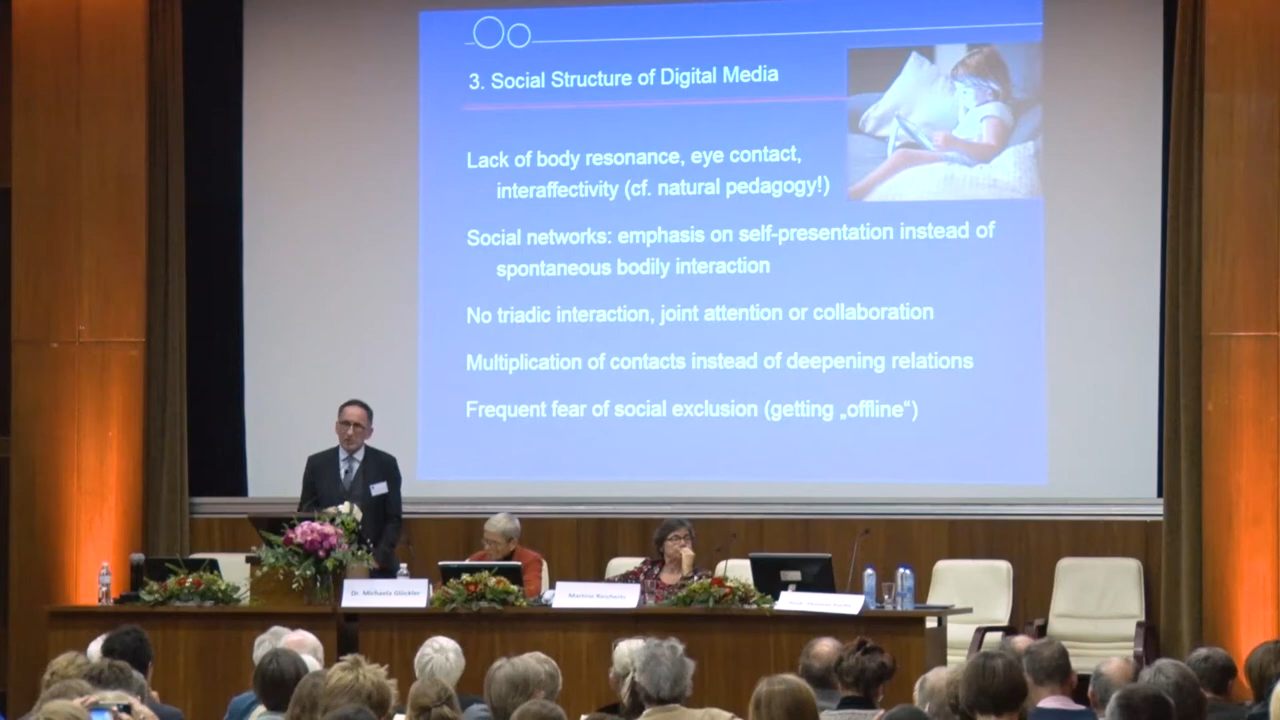 3. Social Structure of Digital Media
Lack of body resonance, eye contact,
interaffectivity (cf. natural pedagogy!)
Social networks: emphasis on self-presentation instead of
spontaneous bodily interaction
No triadic interaction, joint attention or collaboration
Multiplication of contacts instead of deepening relations
Frequent fear of social exclusion (getting „offline“)
Dr. Michaela Glöckler